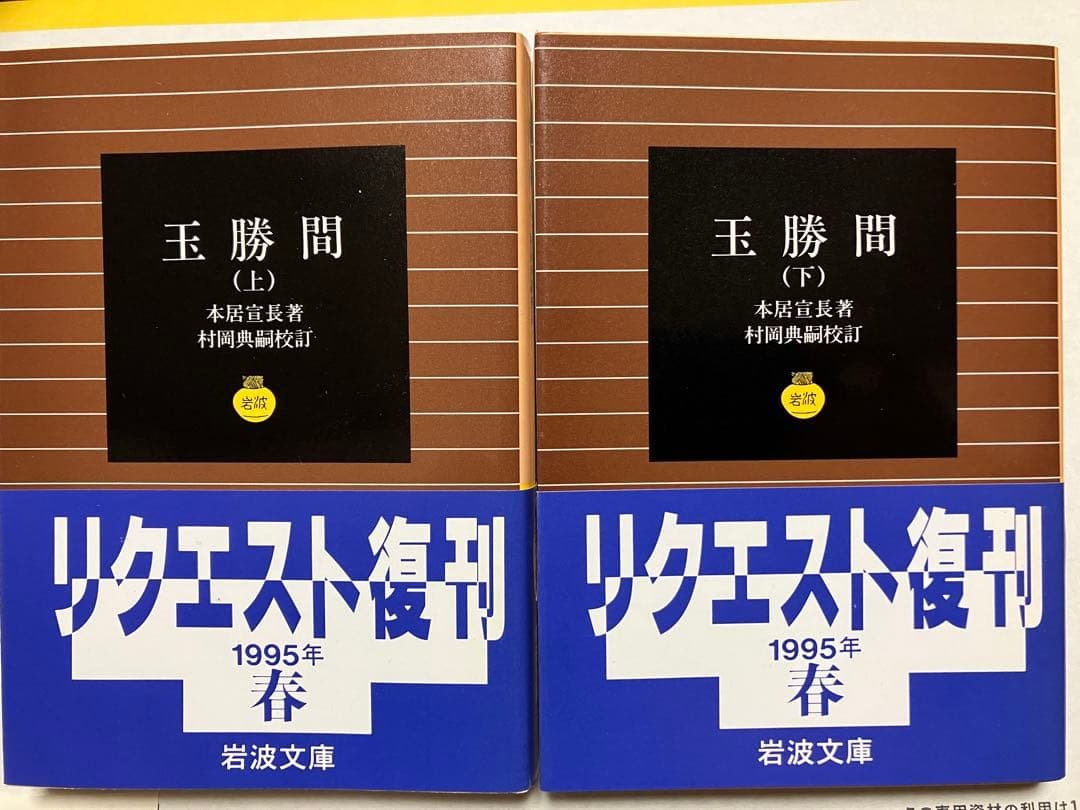 玉勝間
(上)
本居宣長著
村岡典嗣校訂
岩波
リクエスト復刊
1995年
春
岩波文庫
玉勝間
(下)
本居宣長著
村岡典嗣校訂
岩波
リクエスト復刊
1995年
春
岩波文庫